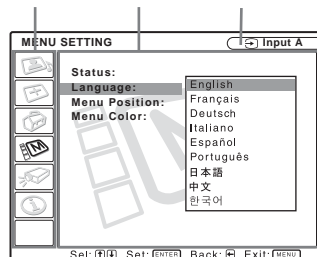 MENU SETTING
Input A
Status:
Language:
Menu Position:
Menu Color:
English
Français
Deutsch
Italiano
Español
Português
日本語
中文
한국어
Sel: Set: ENTER Back: Exit: MENU